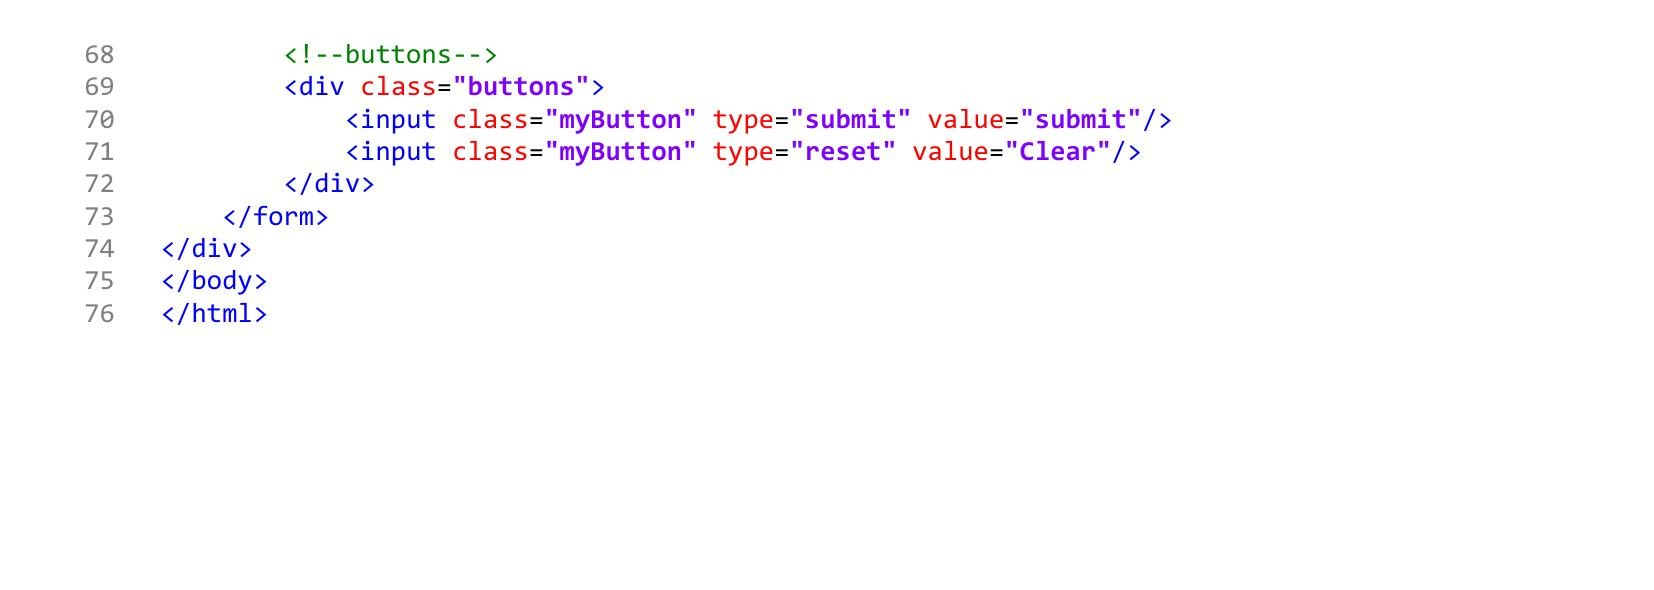 68 <!--buttons-->
69 <div class="buttons">
70 <input class="myButton" type="submit" value="submit"/>
71 <input class="myButton" type="reset" value="Clear"/>
72 </div>
73 </form>
74 </div>
75 </body>
76 </html>